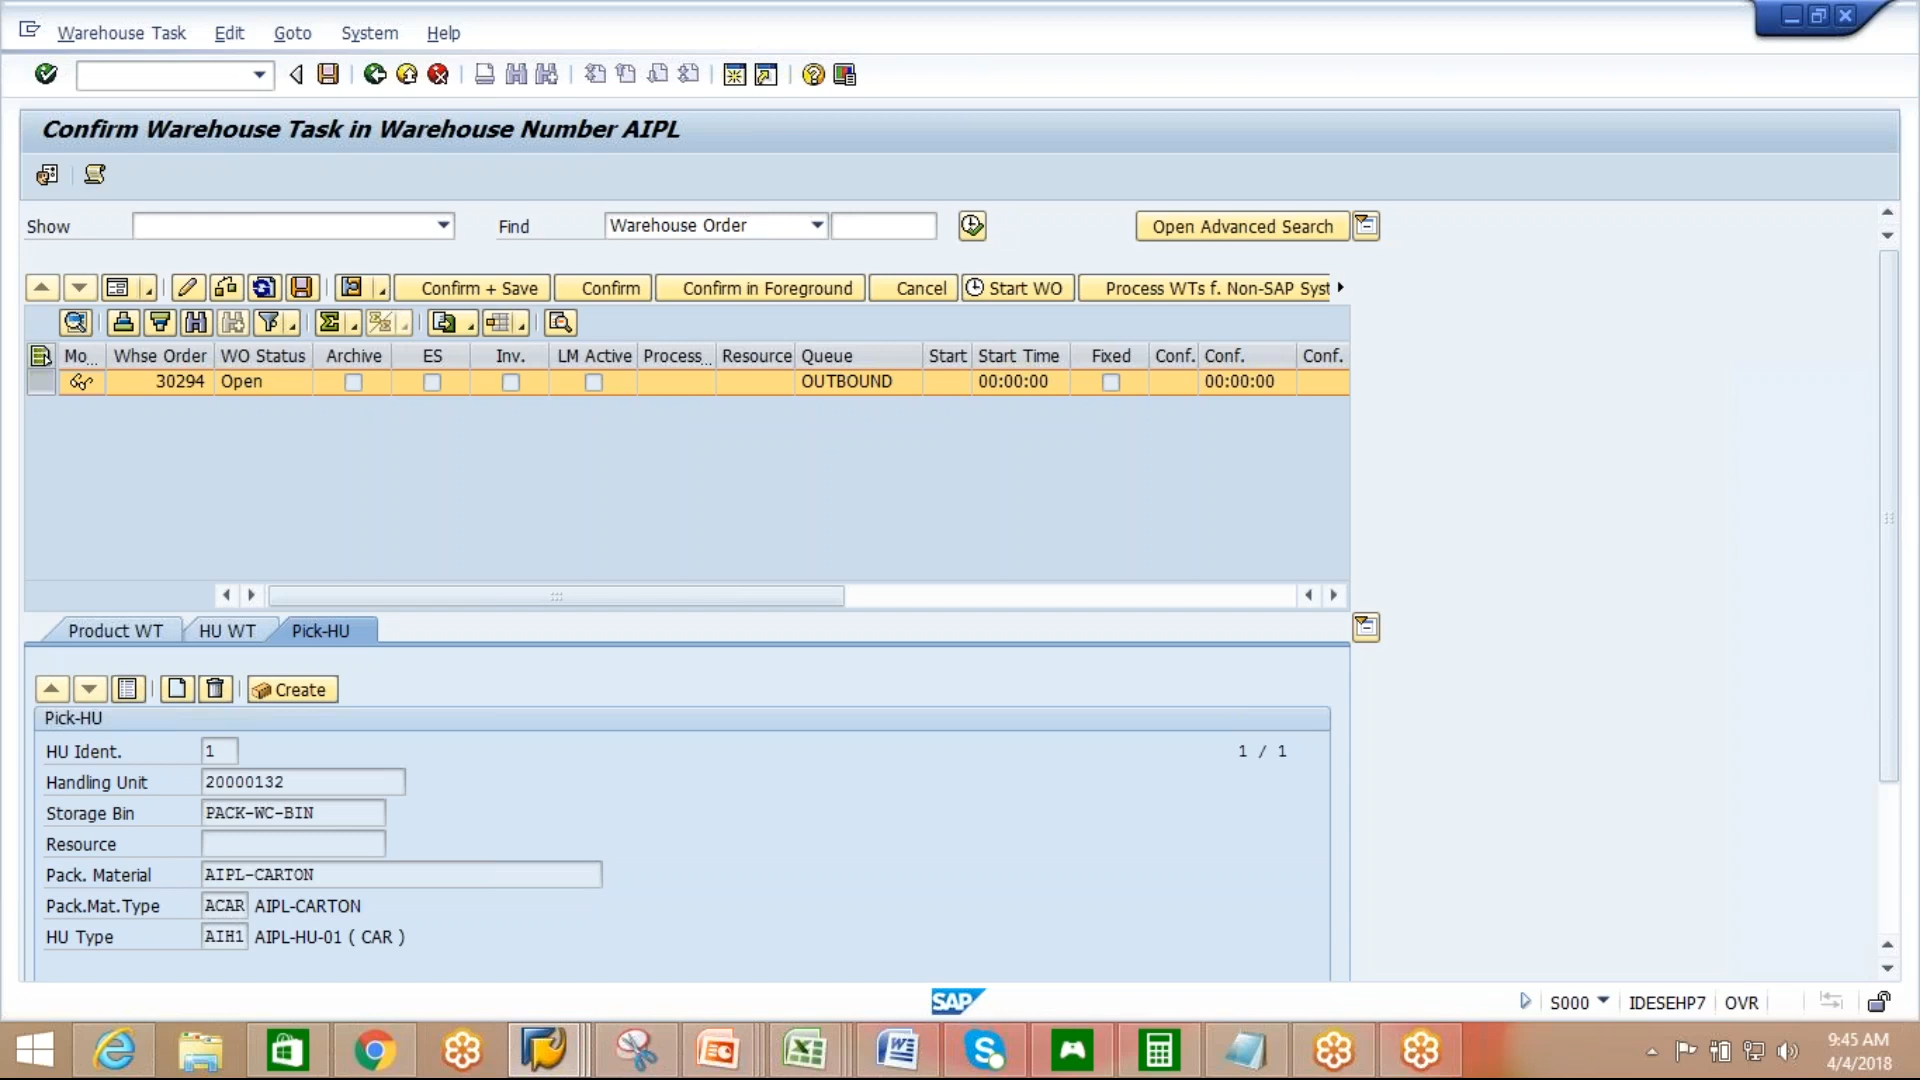 Warehouse Task Edit Goto System Help
Confirm Warehouse Task in Warehouse Number AIPL
Show Find Warehouse Order Open Advanced Search
Confirm + Save Confirm Confirm in Foreground Cancel Start WO Process WTs f. Non-SAP Syst
Mo... Whse Order WO Status Archive ES Inv. LM Active Process... Resource Queue Start Start Time Fixed Conf. Conf. Conf.
30294 Open OUTBOUND 00:00:00 00:00:00
Product WT HU WT Pick-HU
Create
Pick-HU
HU Ident. 1 1 / 1
Handling Unit 20000132
Storage Bin PACK-WC-BIN
Resource
Pack. Material AIPL-CARTON
Pack.Mat.Type ACAR AIPL-CARTON
HU Type AIH1 AIPL-HU-01 ( CAR )
SAP S000 IDESEHP7 OVR
9:45 AM
4/4/2018